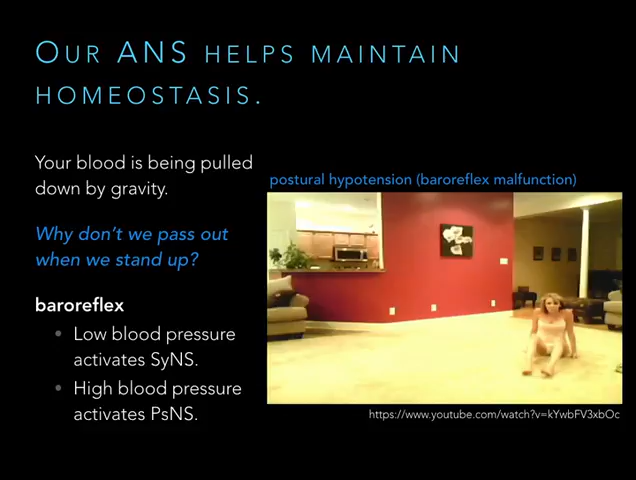 OUR ANS HELPS MAINTAIN
HOMEOSTASIS.
Your blood is being pulled
down by gravity.
postural hypotension (baroreflex malfunction)
Why don't we pass out
when we stand up?
baroreflex
• Low blood pressure
activates SyNS.
• High blood pressure
activates PsNS.
https://www.youtube.com/watch?v=kYwbFV3xbOc